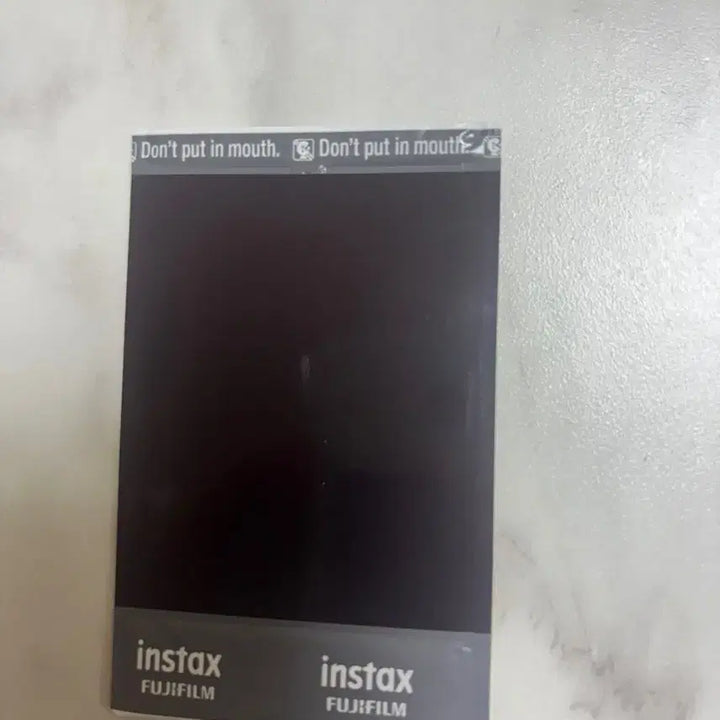 Don't put in mouth. Don't put in mouth.
instax instax
FUJIFILM FUJIFILM